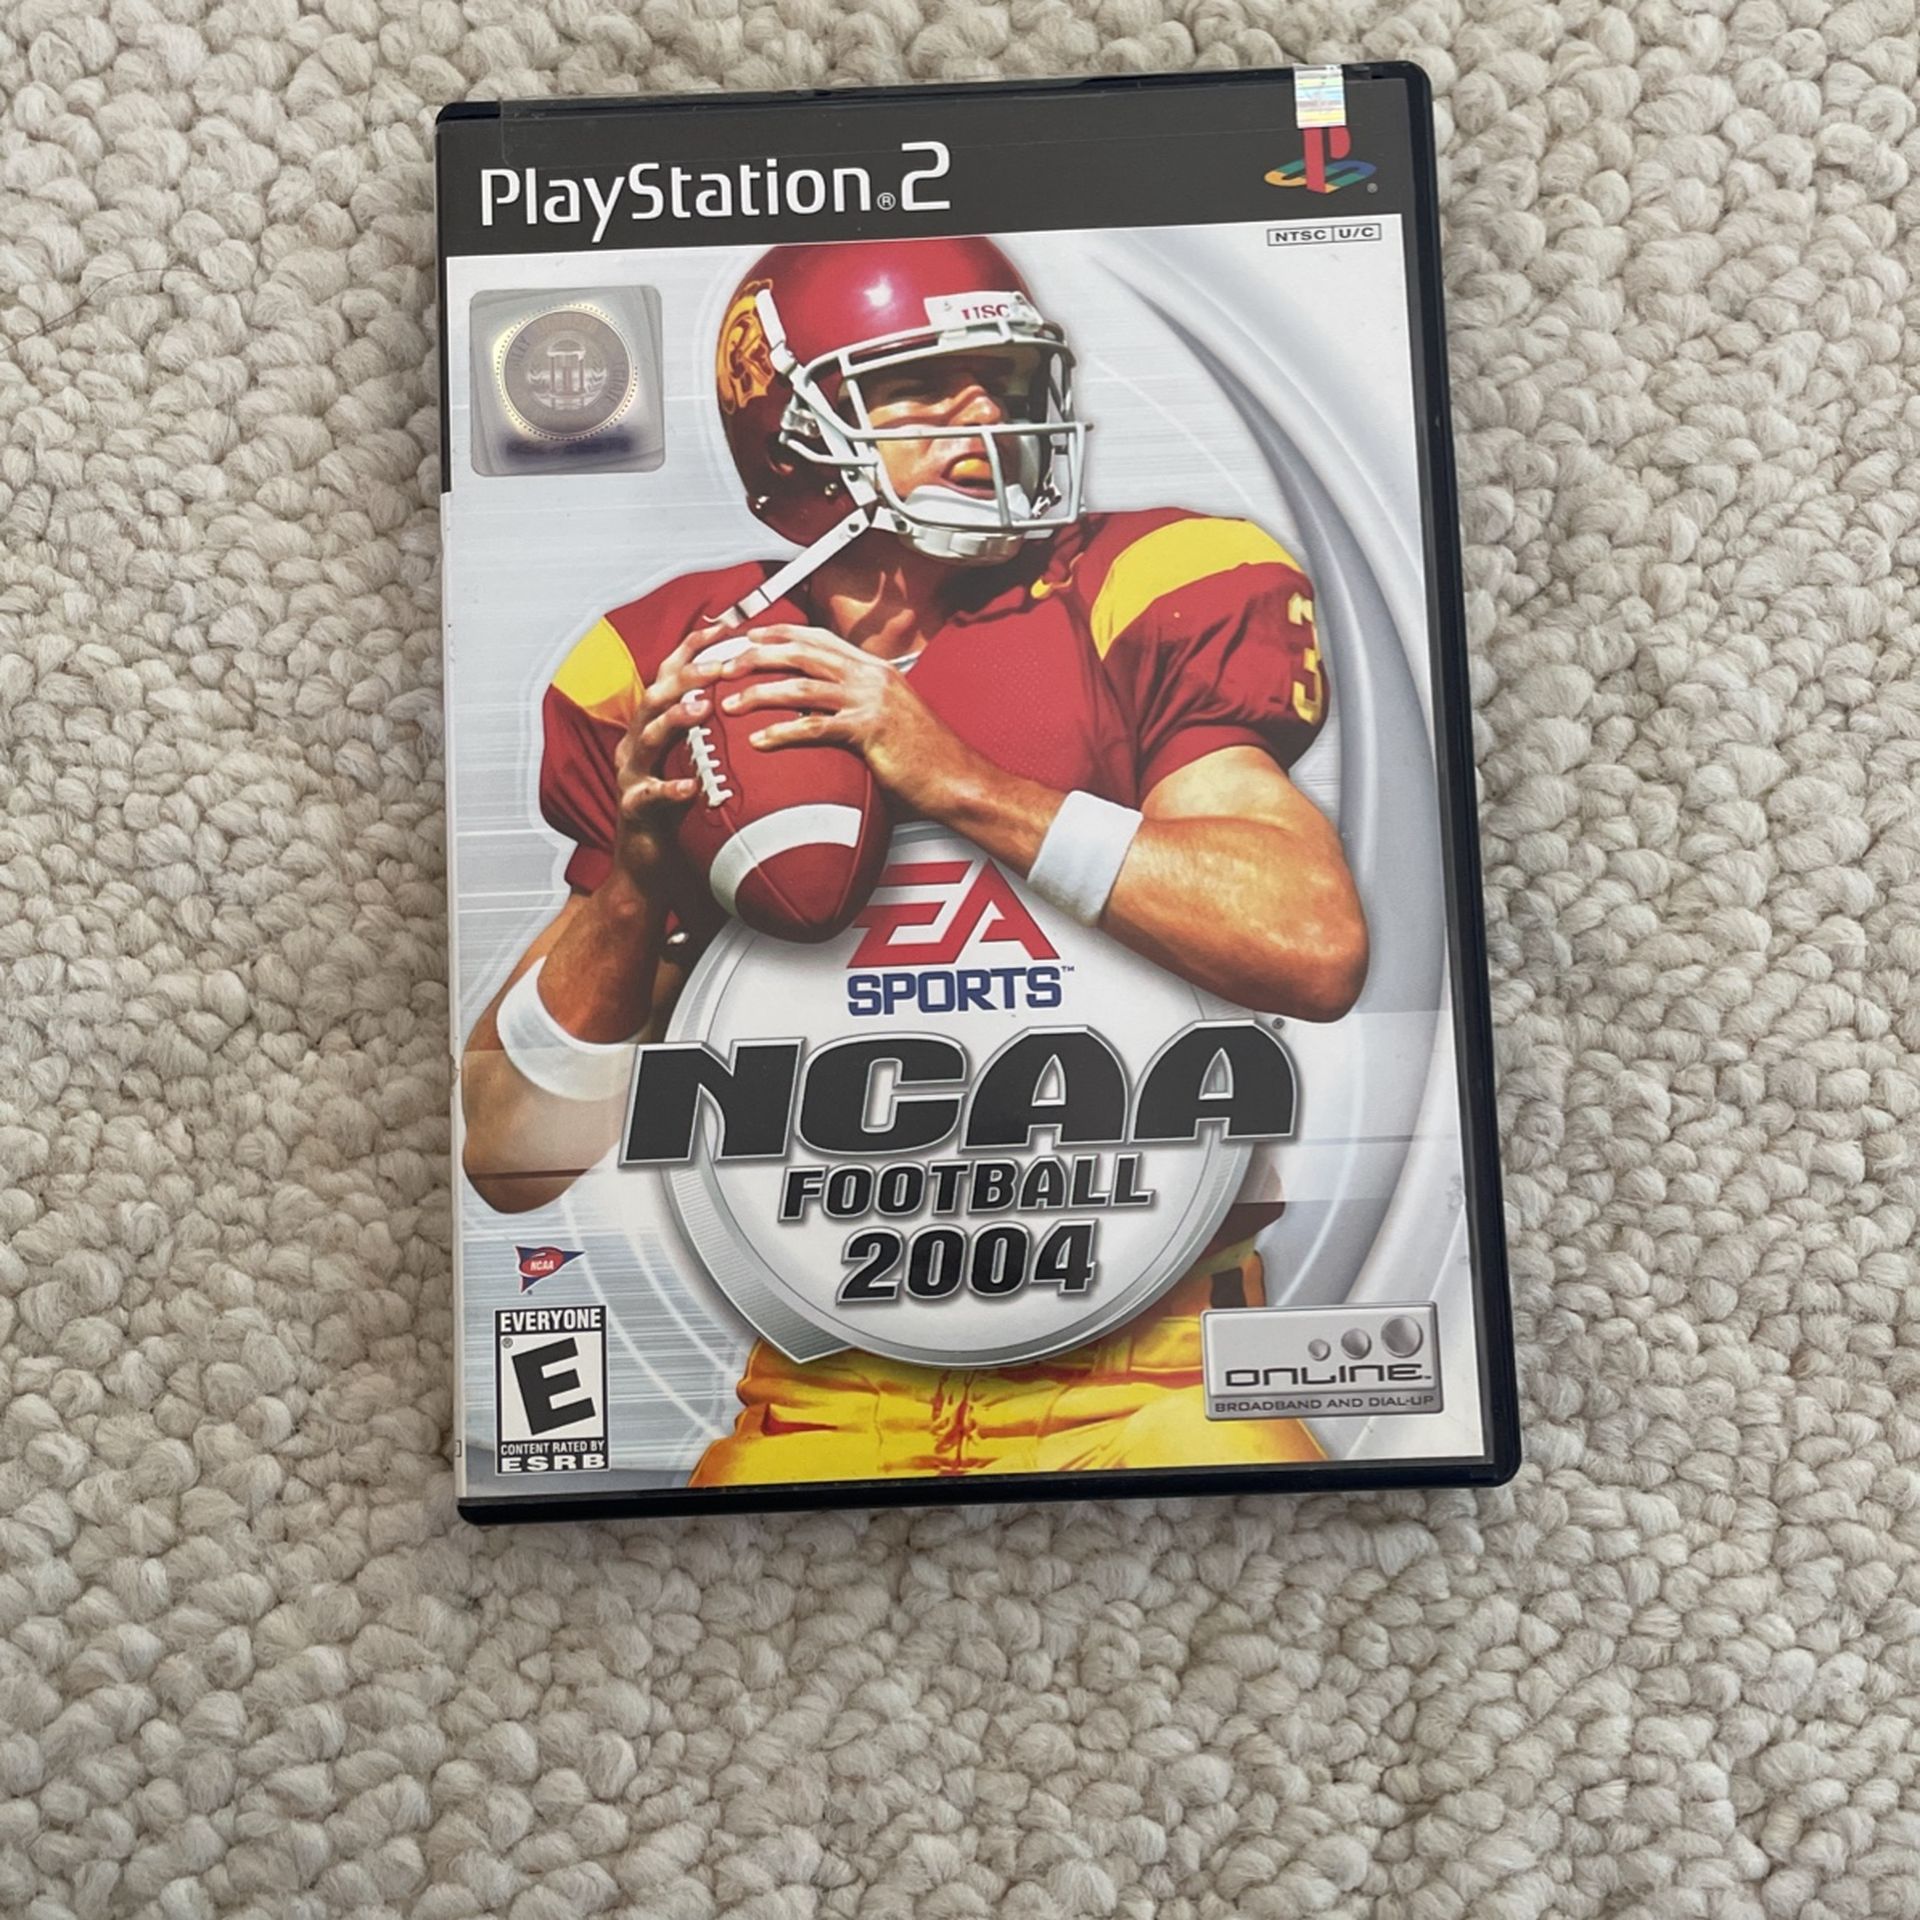 PlayStation®2
NTSC U/C
USC
3
EA
SPORTS™
NCAA®
FOOTBALL
2004
NCAA
EVERYONE
E
CONTENT RATED BY
ESRB
ONLINE™
BROADBAND AND DIAL-UP